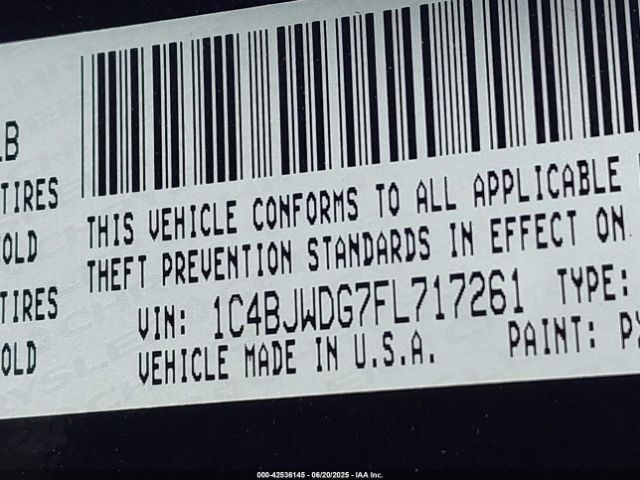 LB
TIRES
OLD
TIRES
OLD
THIS VEHICLE CONFORMS TO ALL APPLICABLE
THEFT PREVENTION STANDARDS IN EFFECT ON
VIN: 1C4BJWDG7FL717261 TYPE:
VEHICLE MADE IN U.S.A. PAINT: PX
000-42536145 - 06/20/2025 - IAA Inc.